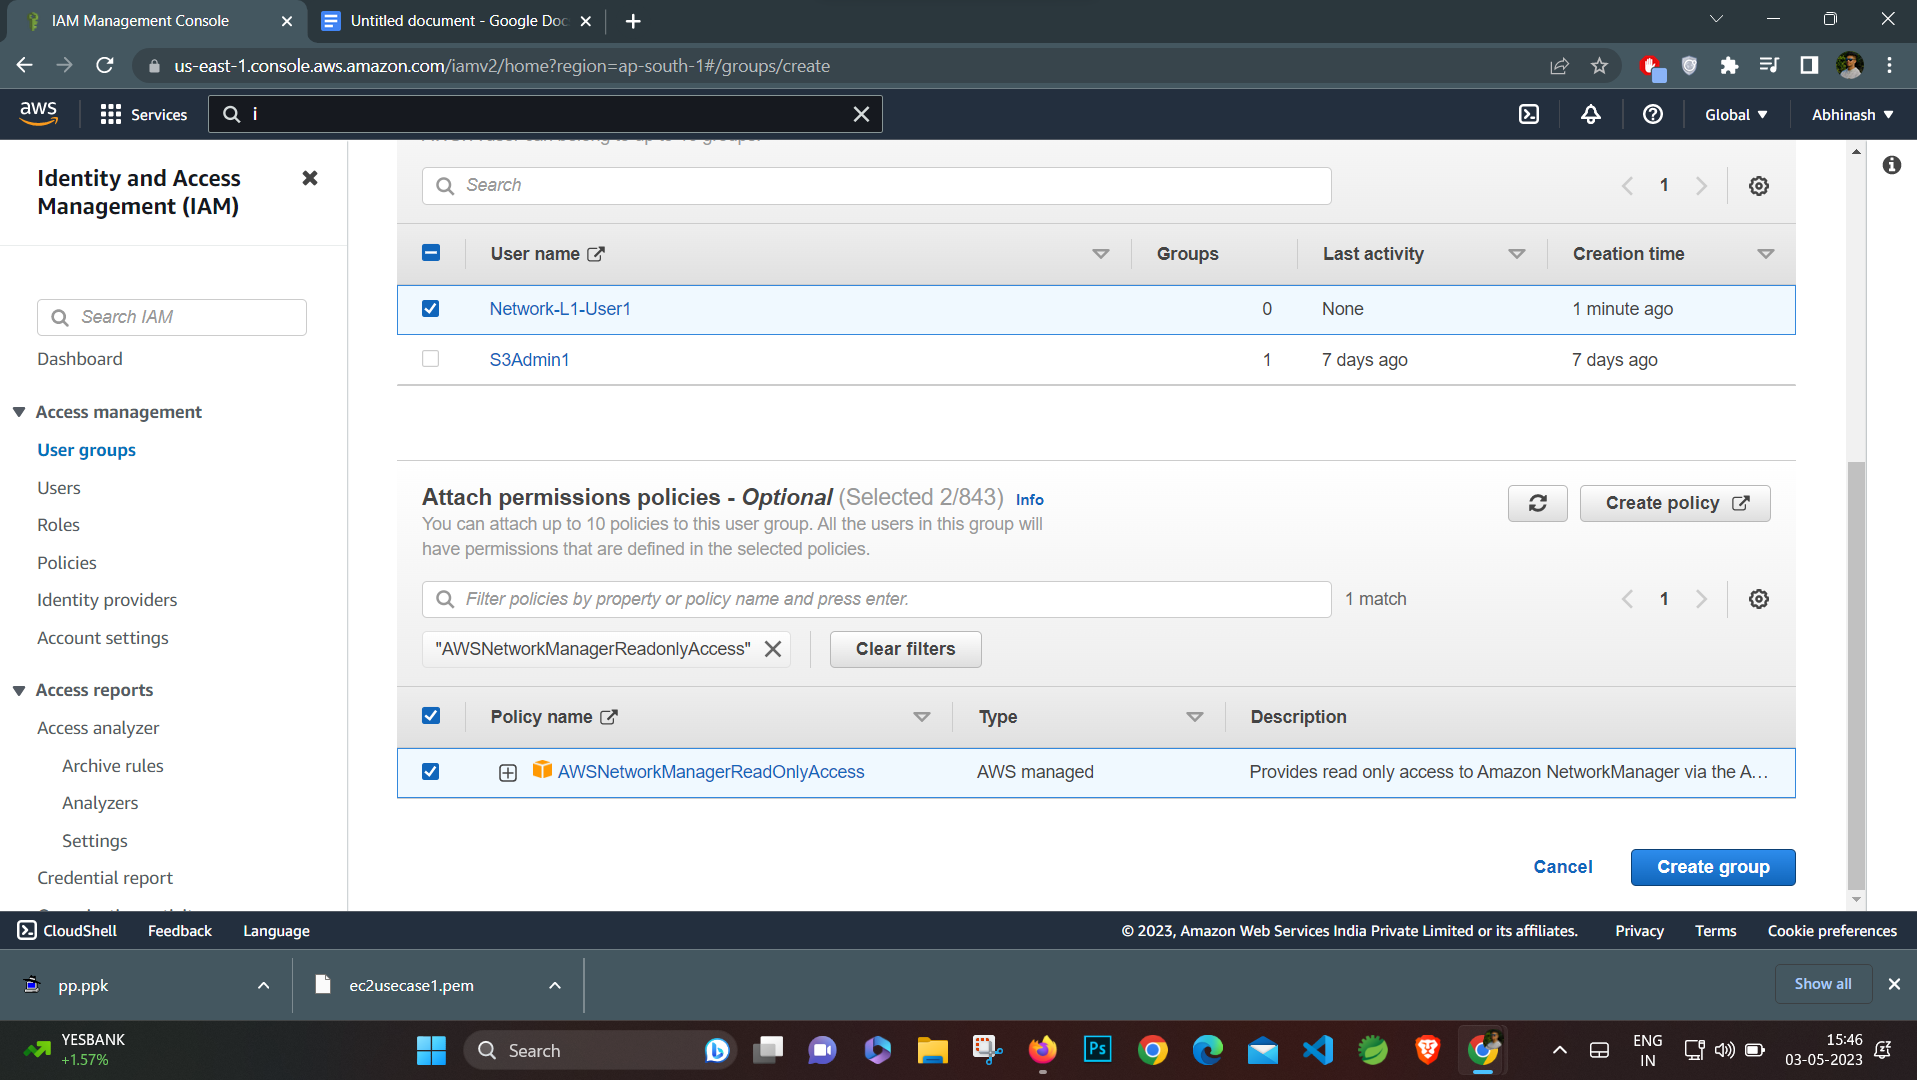 IAM Management Console
Untitled document - Google Doc
us-east-1.console.aws.amazon.com/iamv2/home?region=ap-south-1#/groups/create
aws
Services
i
Global
Abhinash
Identity and Access
Management (IAM)
Search IAM
Dashboard
Access management
User groups
Users
Roles
Policies
Identity providers
Account settings
Access reports
Access analyzer
Archive rules
Analyzers
Settings
Credential report
Search
1
User name Groups Last activity Creation time
Network-L1-User1 0 None 1 minute ago
S3Admin1 1 7 days ago 7 days ago
Attach permissions policies - Optional (Selected 2/843) Info
You can attach up to 10 policies to this user group. All the users in this group will
have permissions that are defined in the selected policies.
Create policy
Filter policies by property or policy name and press enter.
1 match
1
"AWSNetworkManagerReadonlyAccess"
Clear filters
Policy name Type Description
AWSNetworkManagerReadOnlyAccess AWS managed Provides read only access to Amazon NetworkManager via the A...
Cancel
Create group
CloudShell Feedback Language
© 2023, Amazon Web Services India Private Limited or its affiliates. Privacy Terms Cookie preferences
pp.ppk
ec2usecase1.pem
Show all
YESBANK
+1.57%
Search
Ps
ENG
IN
15:46
03-05-2023